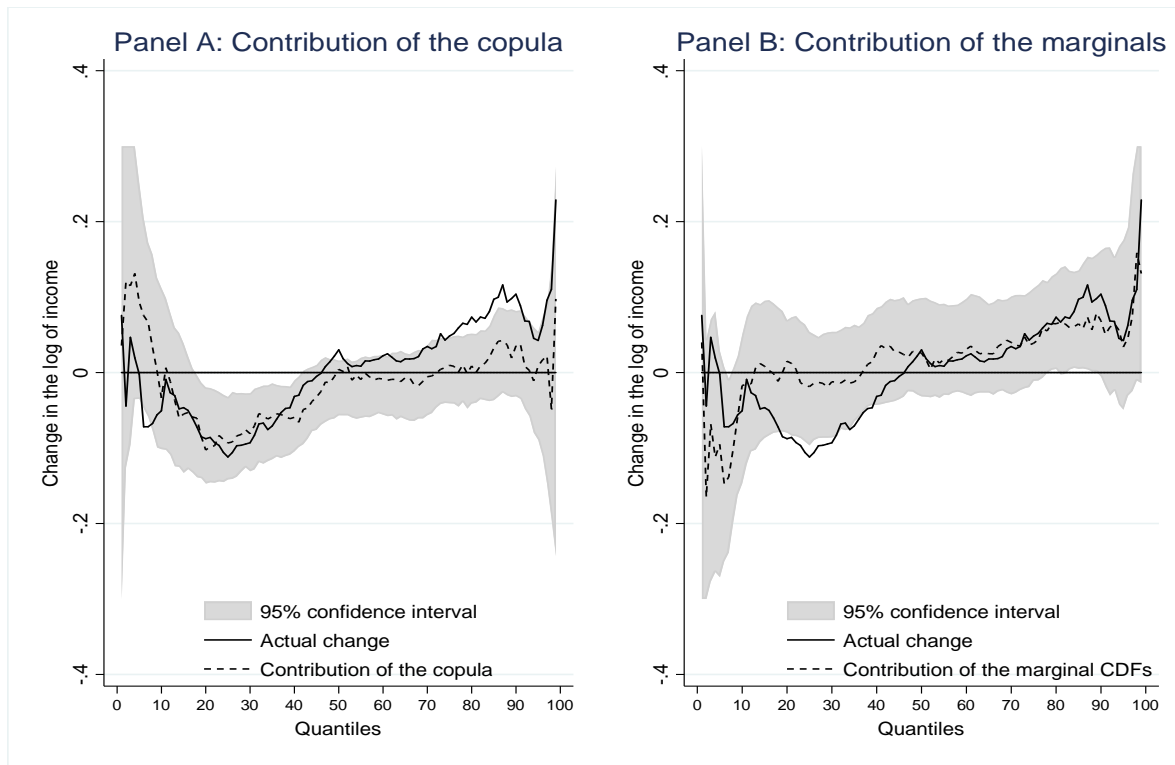 Panel A: Contribution of the copula
Change in the log of income
.4
.2
0
-.2
-.4
95% confidence interval
Actual change
Contribution of the copula
0 10 20 30 40 50 60 70 80 90 100
Quantiles
Panel B: Contribution of the marginals
Change in the log of income
.4
.2
0
-.2
-.4
95% confidence interval
Actual change
Contribution of the marginal CDFs
0 10 20 30 40 50 60 70 80 90 100
Quantiles